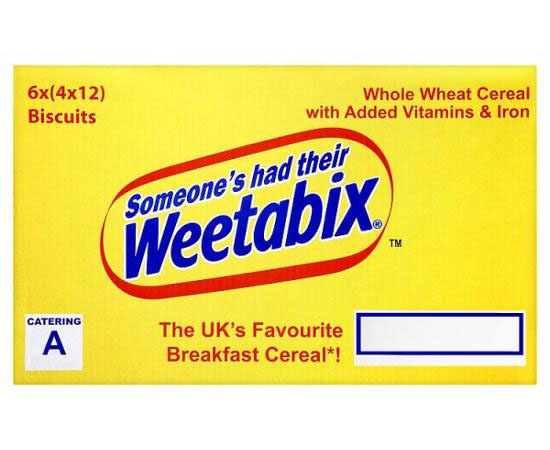 6x(4x12)
Biscuits
Whole Wheat Cereal
with Added Vitamins & Iron
Someone's had their
Weetabix®
™
CATERING
A
The UK's Favourite
Breakfast Cereal*!